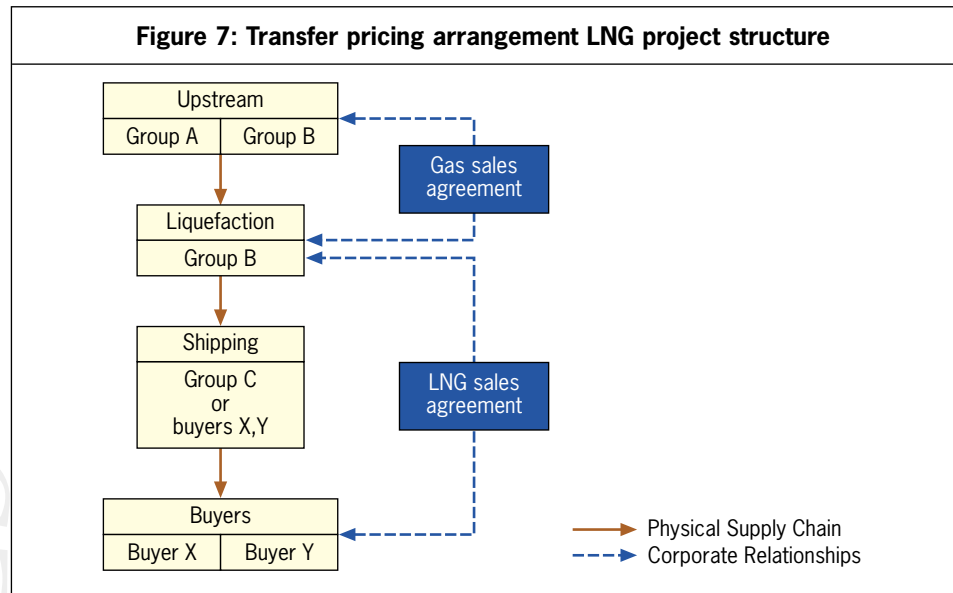 Figure 7: Transfer pricing arrangement LNG project structure
Upstream
Group A
Group B
Gas sales
agreement
Liquefaction
Group B
Shipping
Group C
or
buyers X,Y
LNG sales
agreement
Buyers
Buyer X
Buyer Y
Physical Supply Chain
Corporate Relationships